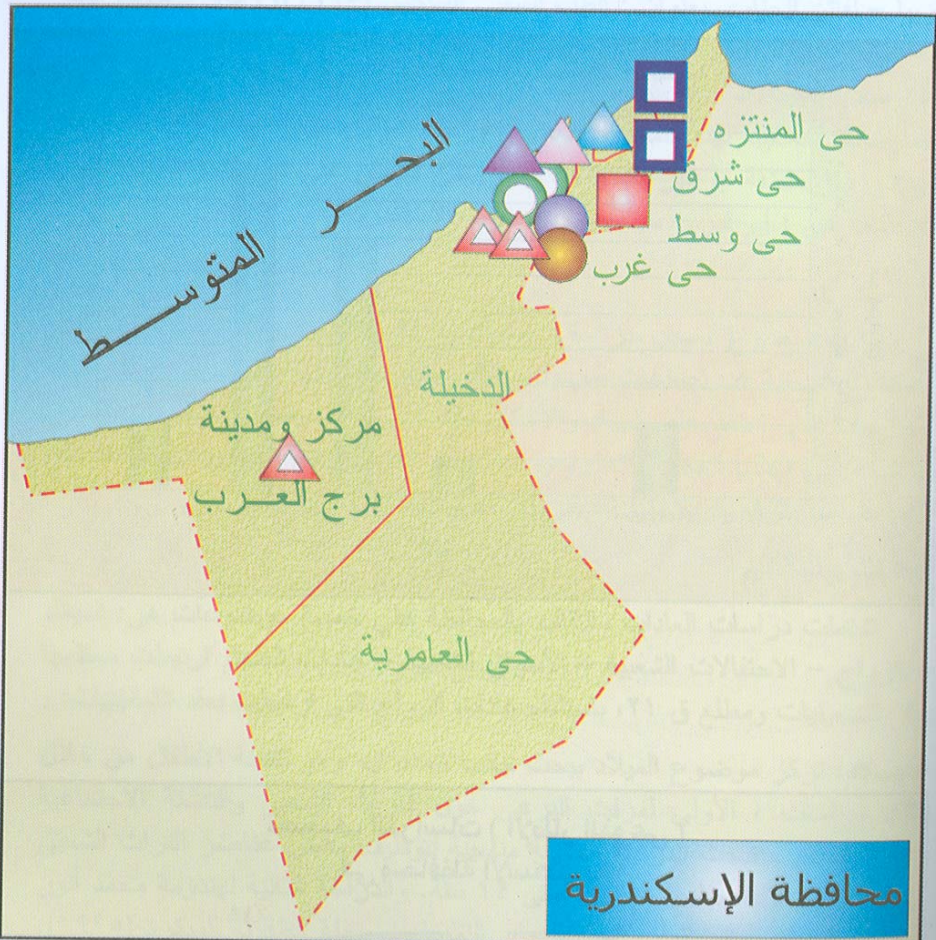 البحر المتوسط
حى المنتزه
حى شرق
حى وسط
حى غرب
الدخيلة
مركز ومدينة
برج العرب
حى العامرية
محافظة الإسكندرية